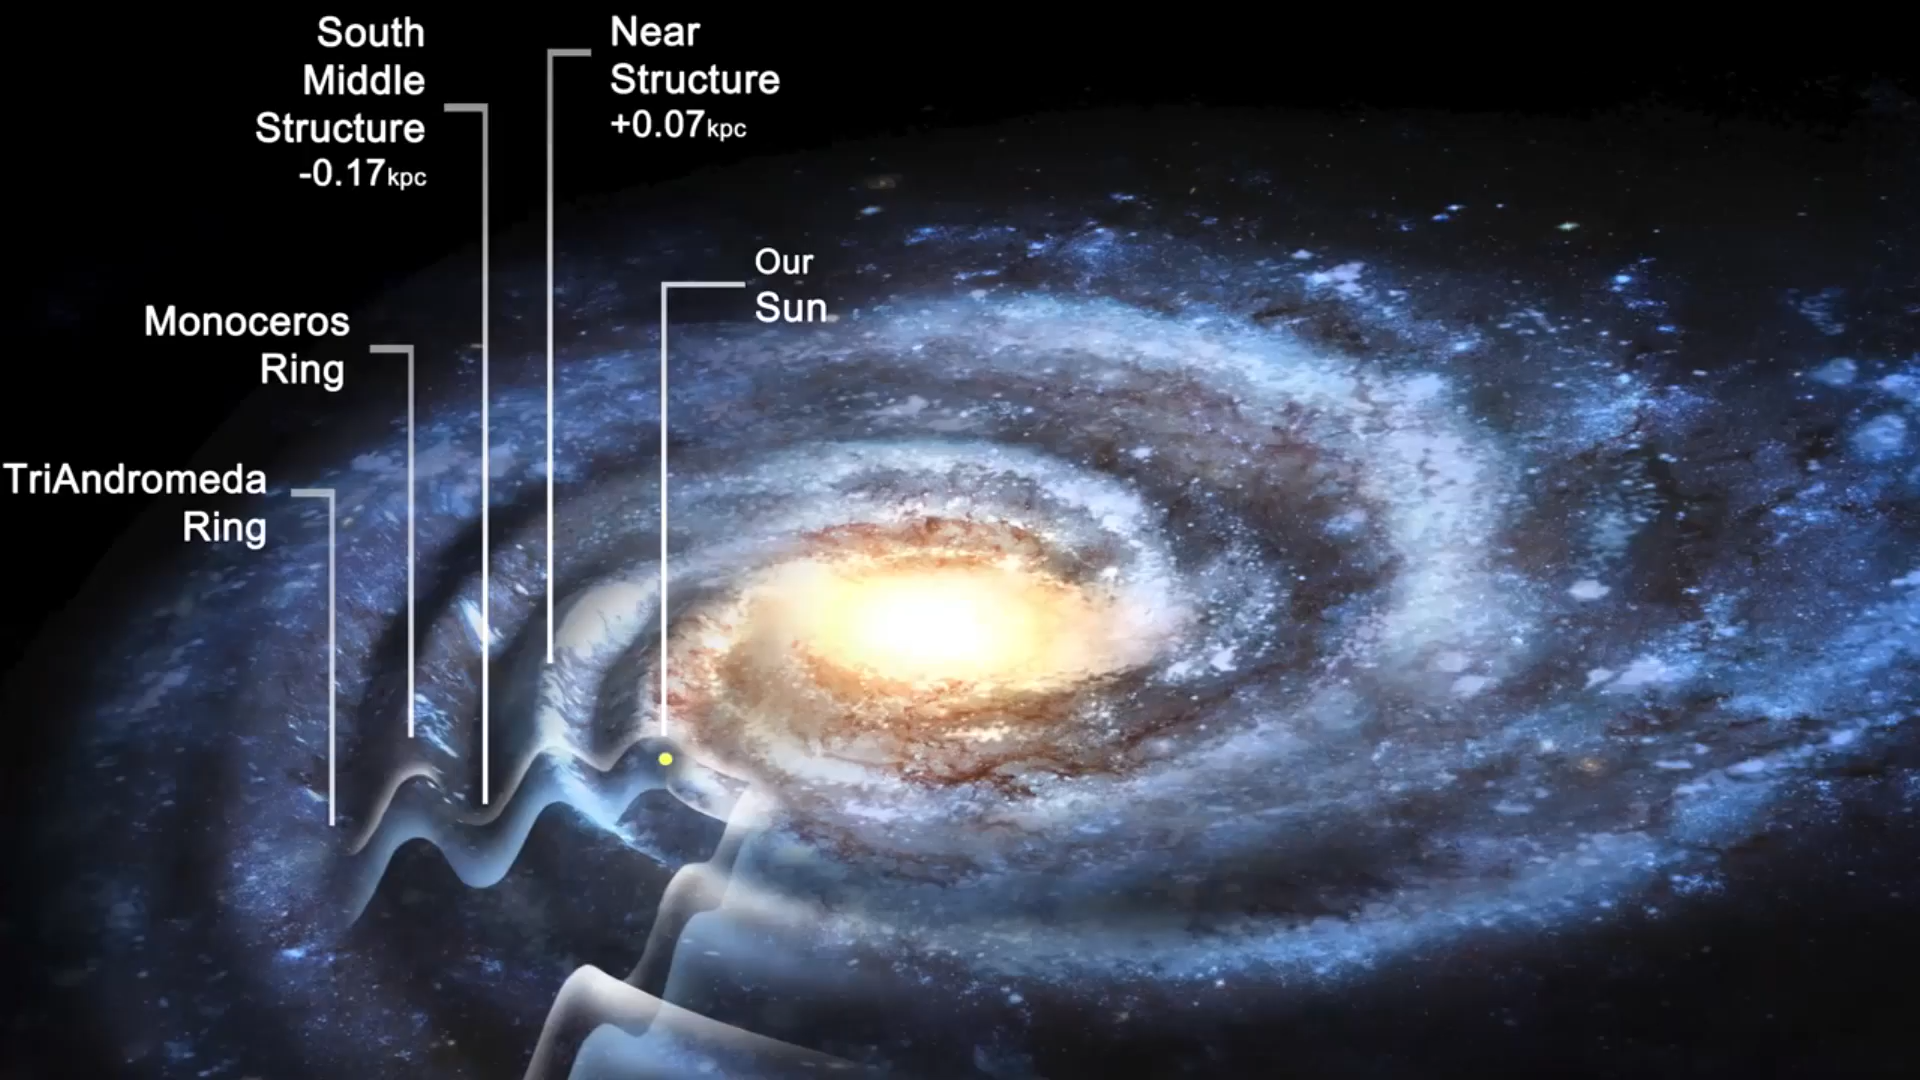 South
Middle
Structure
-0.17kpc
Near
Structure
+0.07kpc
Our
Sun
Monoceros
Ring
TriAndromeda
Ring